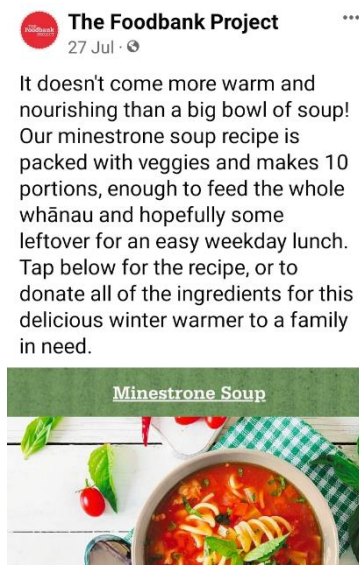 THE
Foodbank
PROJECT
The Foodbank Project
27 Jul ·
It doesn't come more warm and
nourishing than a big bowl of soup!
Our minestrone soup recipe is
packed with veggies and makes 10
portions, enough to feed the whole
whānau and hopefully some
leftover for an easy weekday lunch.
Tap below for the recipe, or to
donate all of the ingredients for this
delicious winter warmer to a family
in need.
Minestrone Soup